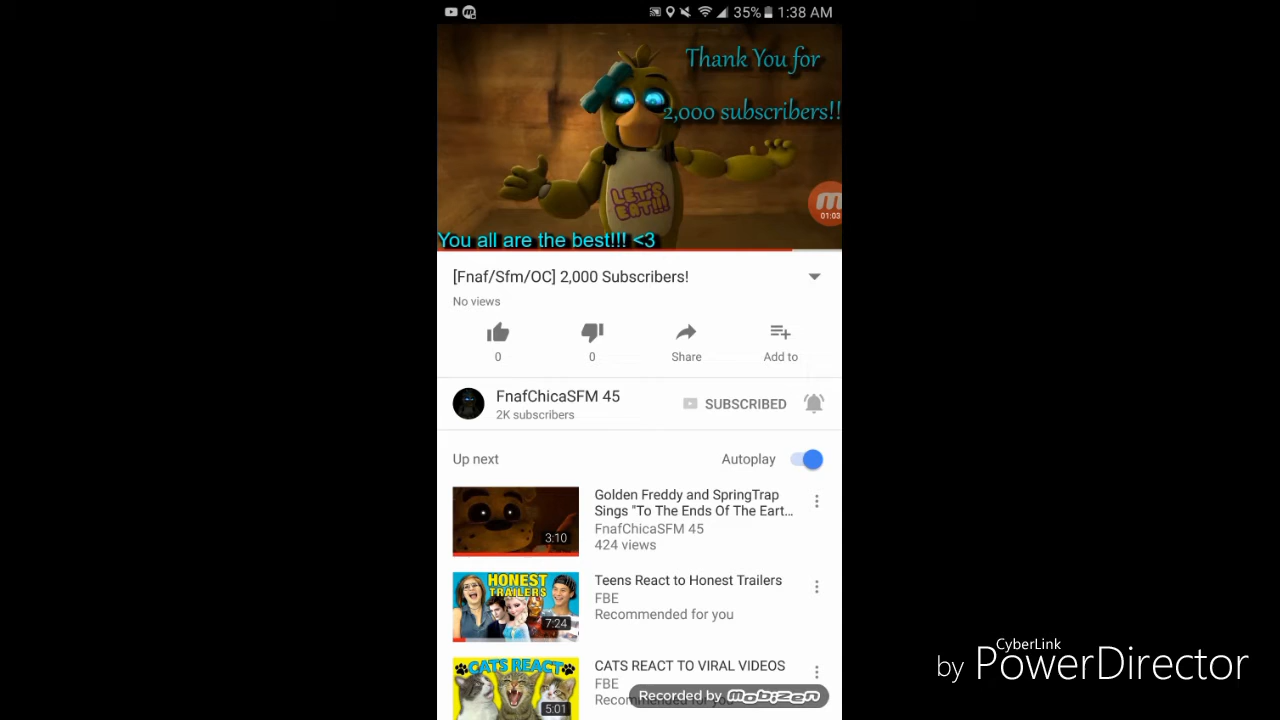 35% 1:38 AM
Thank You for
2,000 subscribers!!
LET'S
EAT!!!
01:03
You all are the best!!! <3
[Fnaf/Sfm/OC] 2,000 Subscribers!
No views
0 0 Share Add to
FnafChicaSFM 45
2K subscribers
SUBSCRIBED
Up next Autoplay
Golden Freddy and SpringTrap
Sings "To The Ends Of The Eart...
FnafChicaSFM 45
424 views
3:10
HONEST
TRAILERS
7:24
Teens React to Honest Trailers
FBE
Recommended for you
CATS REACT
5:01
CATS REACT TO VIRAL VIDEOS
FBE
Recorded by mobizen
CyberLink
by PowerDirector